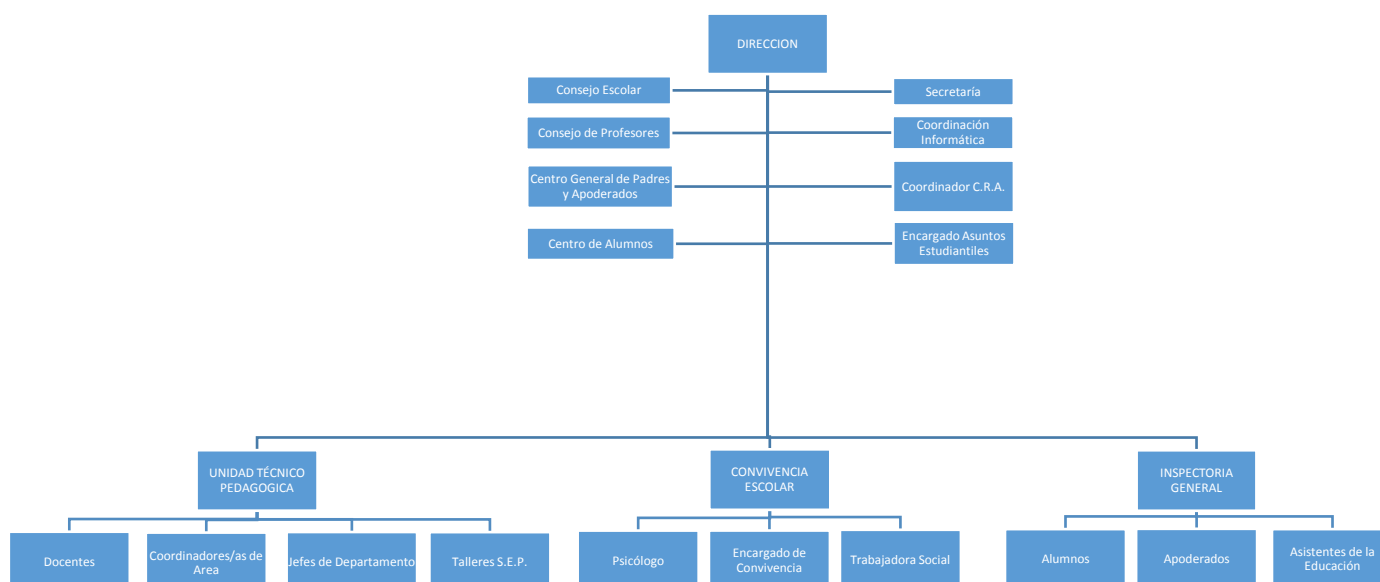 DIRECCION
Consejo Escolar
Secretaría
Consejo de Profesores
Coordinación
Informática
Centro General de Padres
y Apoderados
Coordinador C.R.A.
Centro de Alumnos
Encargado Asuntos
Estudiantiles
UNIDAD TÉCNICO
PEDAGOGICA
CONVIVENCIA
ESCOLAR
INSPECTORIA
GENERAL
Docentes
Coordinadores/as de
Area
Jefes de Departamento
Talleres S.E.P.
Psicólogo
Encargado de
Convivencia
Trabajadora Social
Alumnos
Apoderados
Asistentes de la
Educación